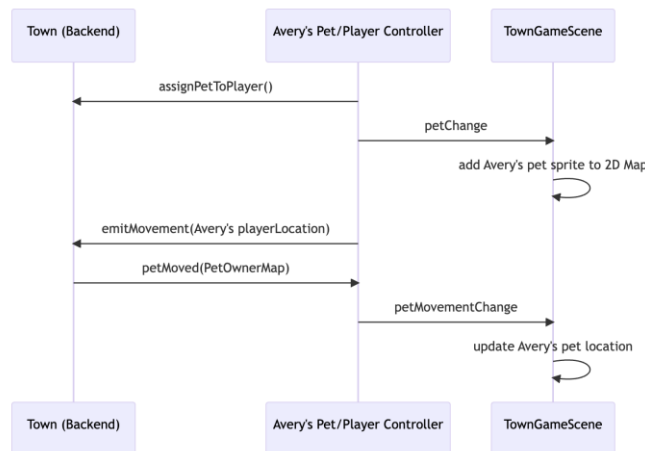 Town (Backend)
Avery's Pet/Player Controller
TownGameScene
assignPetToPlayer()
petChange
add Avery's pet sprite to 2D Map
emitMovement(Avery's playerLocation)
petMoved(PetOwnerMap)
petMovementChange
update Avery's pet location
Town (Backend)
Avery's Pet/Player Controller
TownGameScene